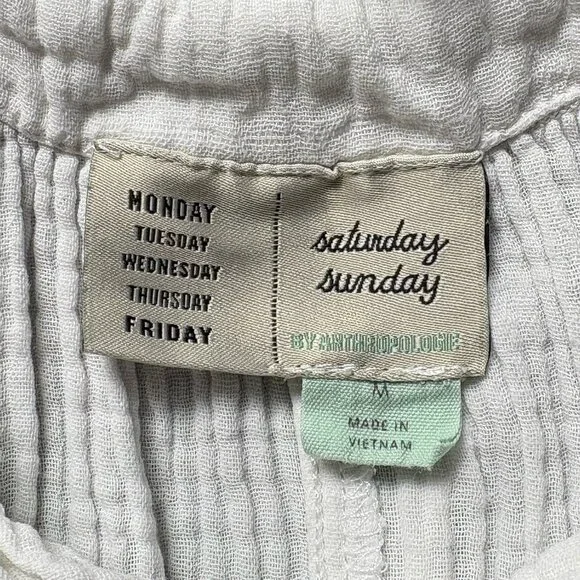 MONDAY
TUESDAY
WEDNESDAY
THURSDAY
FRIDAY
saturday
sunday
BY ANTHROPOLOGIE
M
MADE IN
VIETNAM